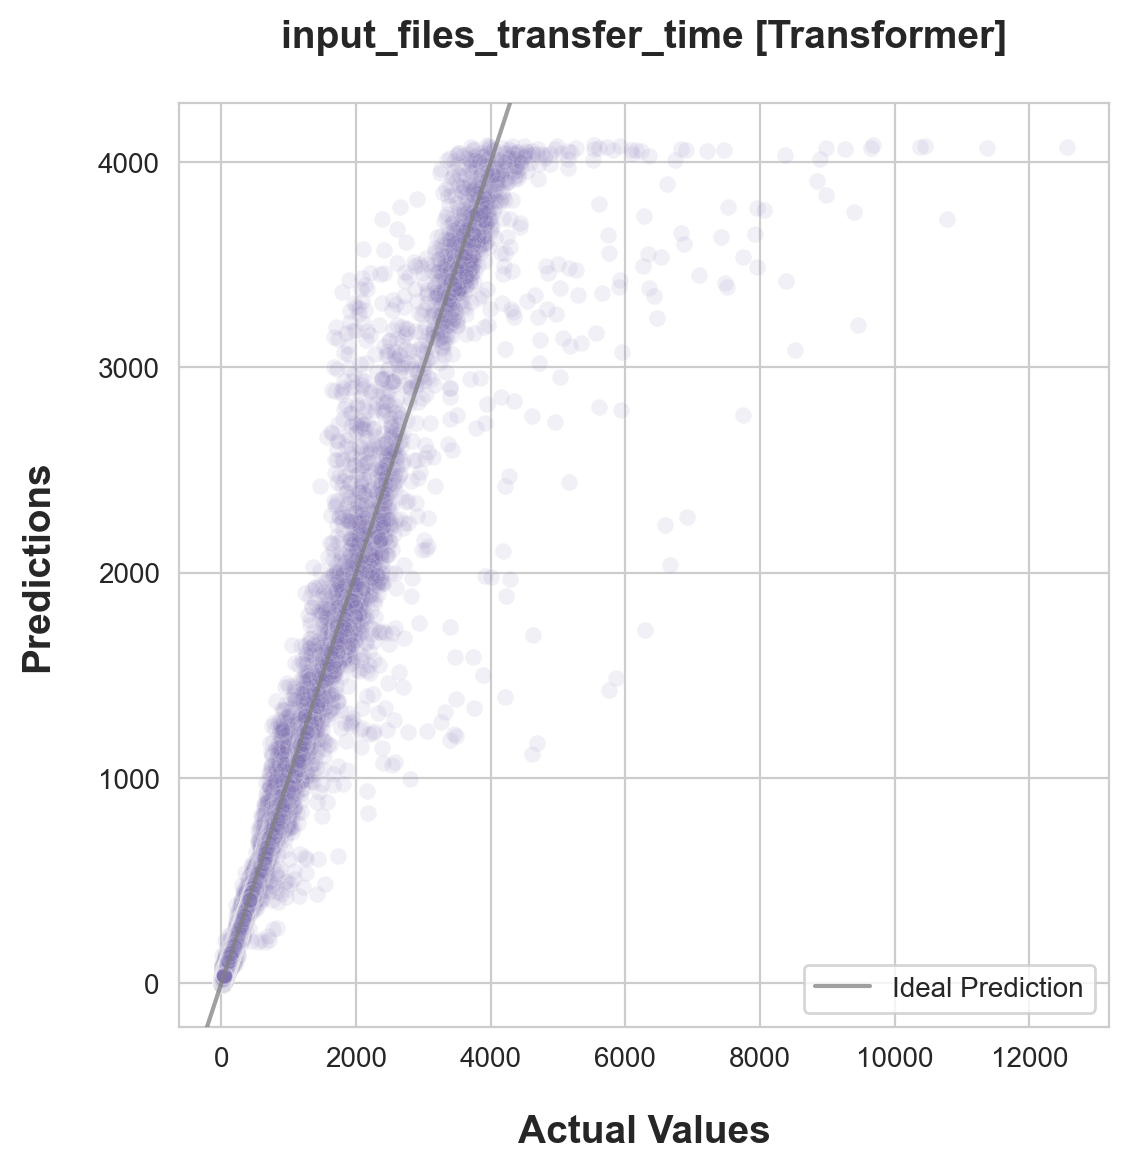 input_files_transfer_time [Transformer]
Predictions
4000
3000
2000
1000
0
Ideal Prediction
0 2000 4000 6000 8000 10000 12000
Actual Values